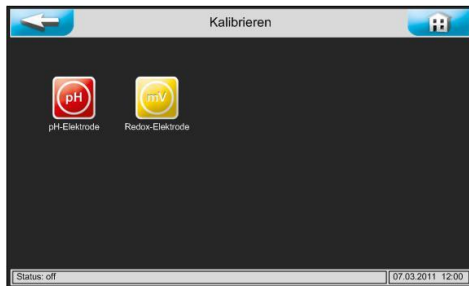 Kalibrieren
pH
mV
pH-Elektrode
Redox-Elektrode
Status: off
07.03.2011 12:00